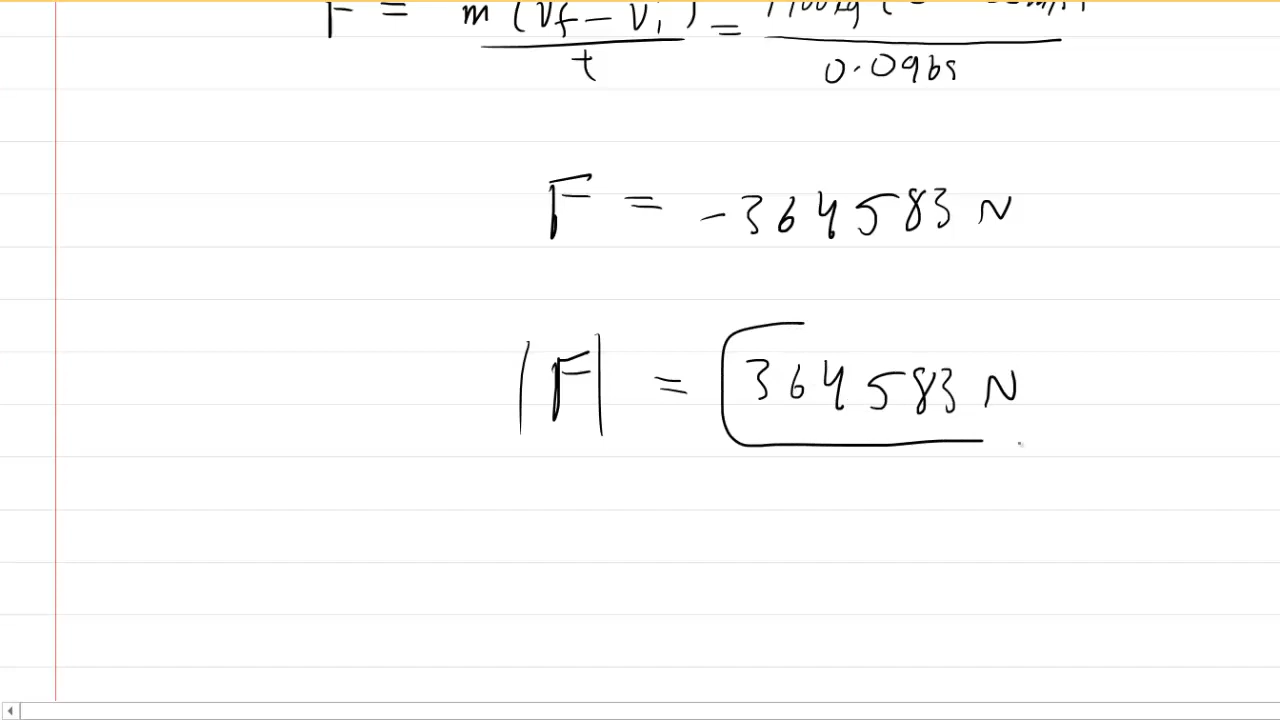 F = m (Vf - Vi) / t = / 0.096s
F = -364583 N
|F| = 364583 N